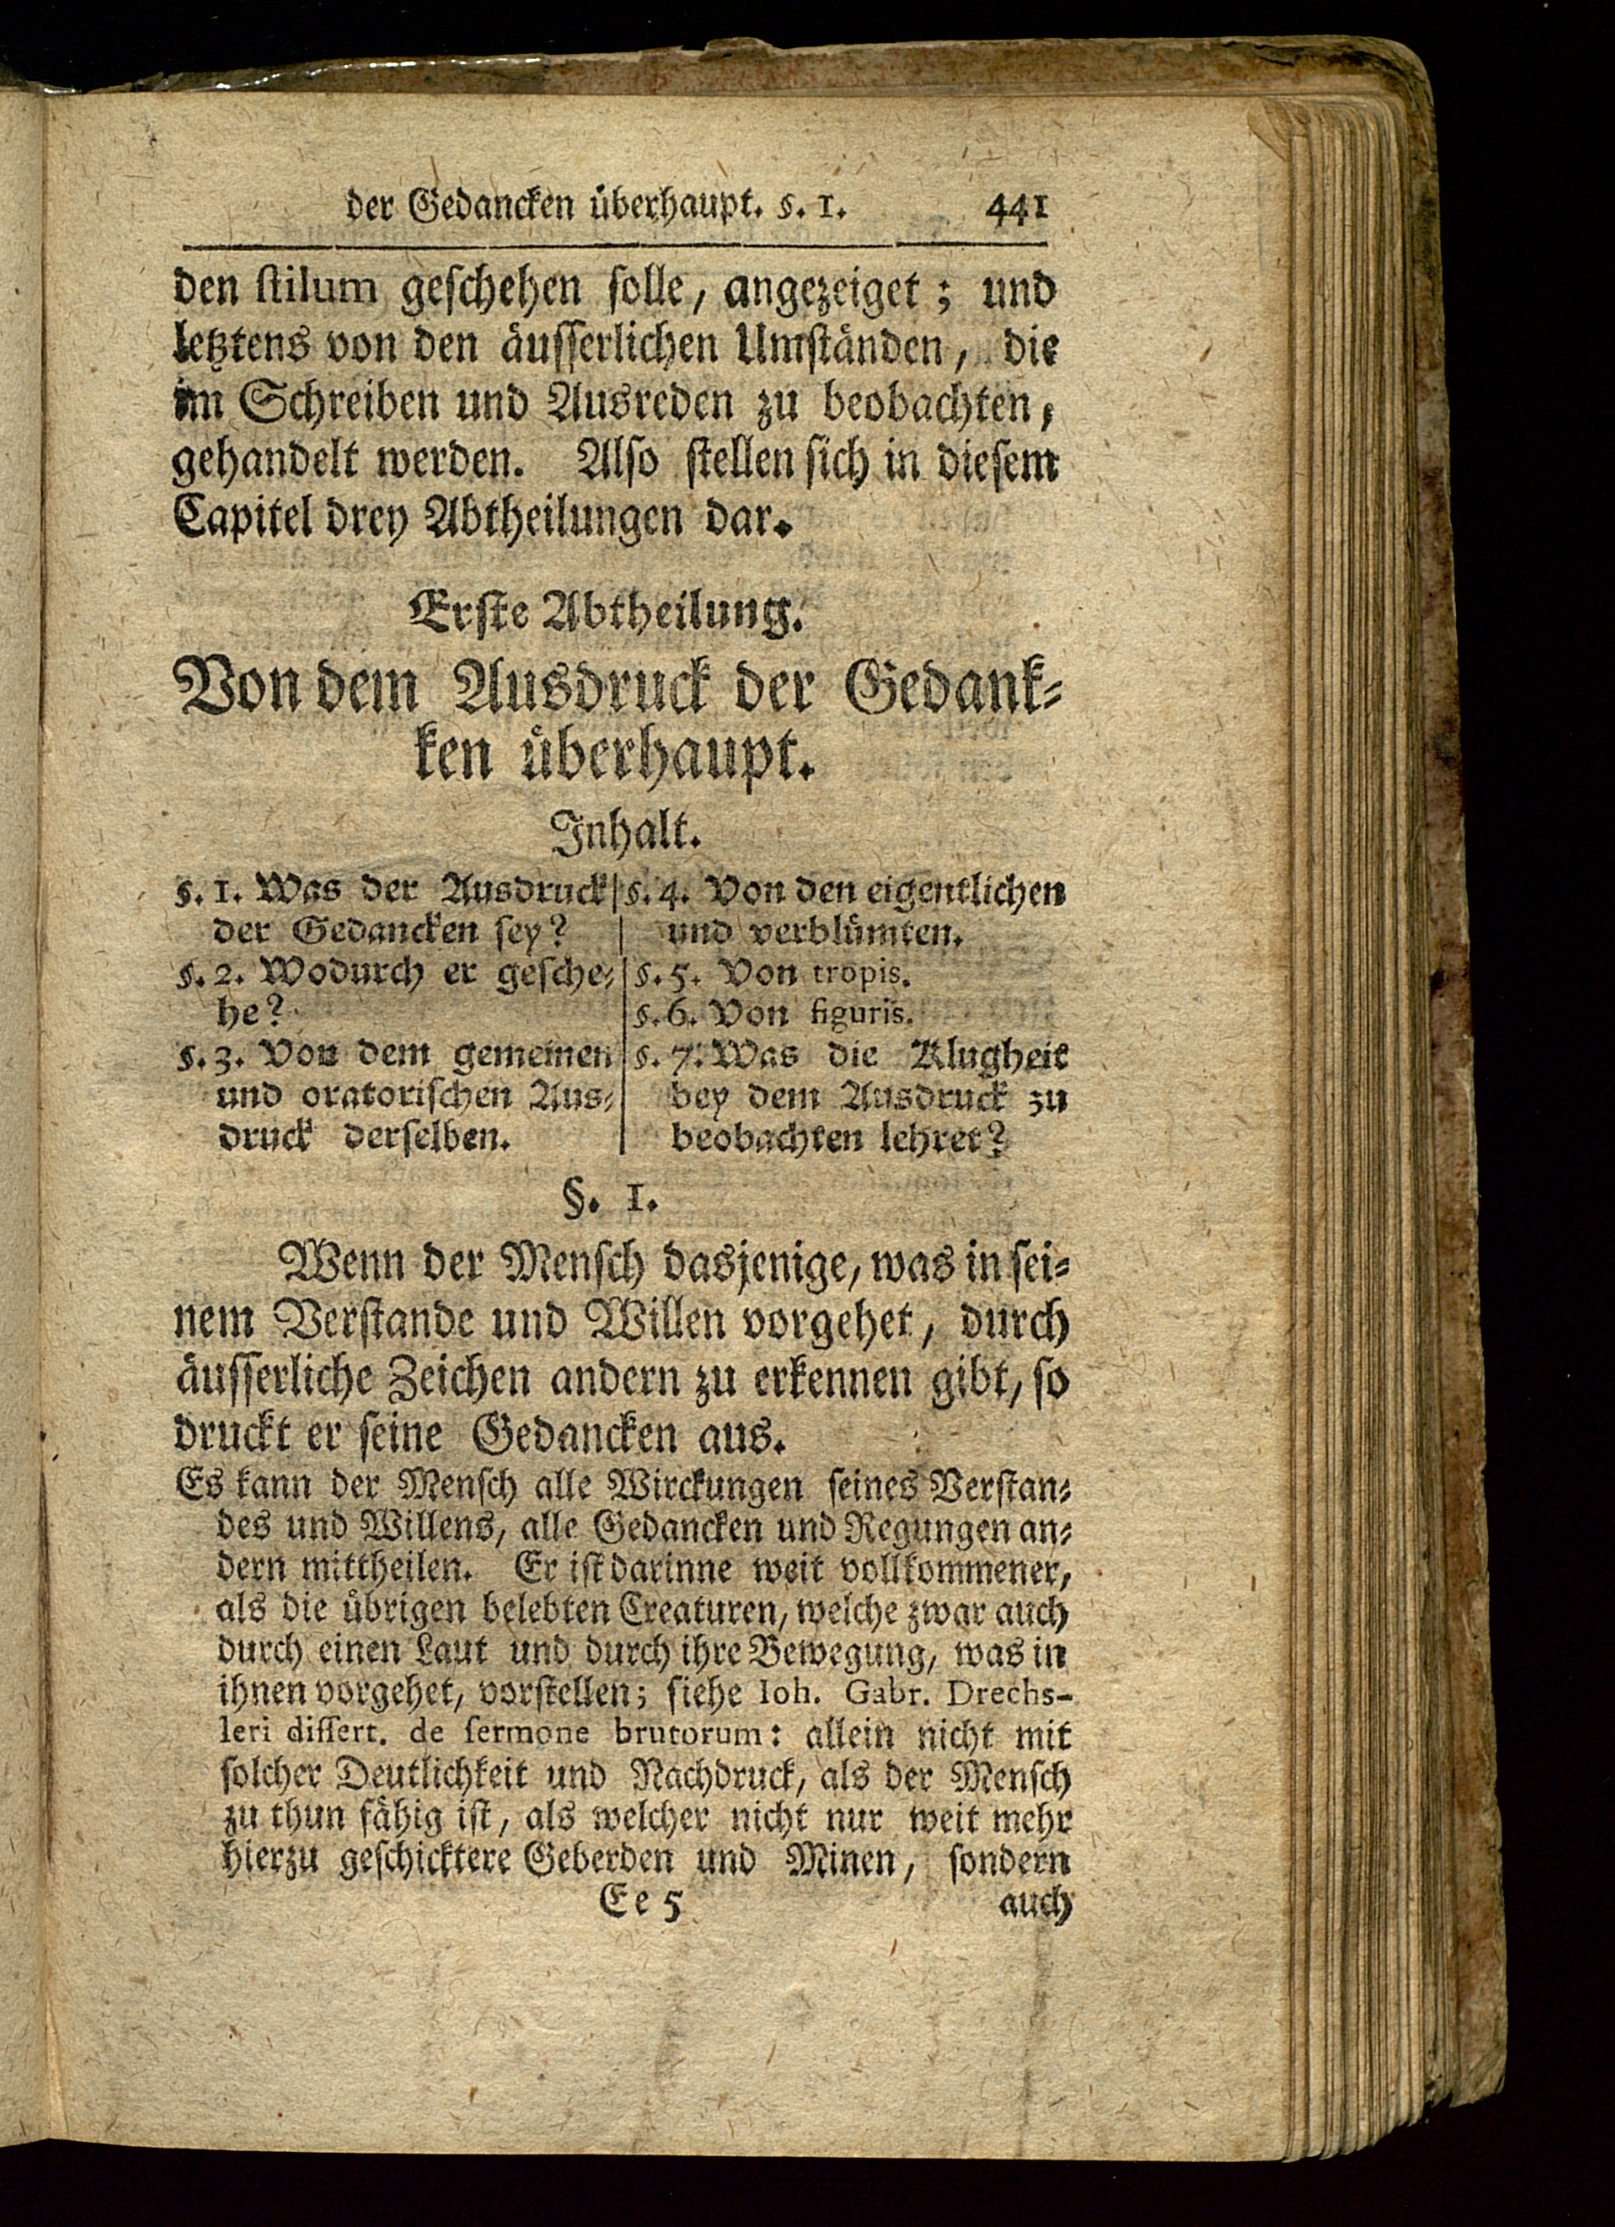 der Gedancken überhaupt. §. 1. 441
den stilum geschehen solle, angezeiget; und
letztens von den äusserlichen Umständen, die
im Schreiben und Ausreden zu beobachten,
gehandelt werden. Also stellen sich in diesem
Capitel drey Abtheilungen dar.
Erste Abtheilung.
Von dem Ausdruck der Gedank-
ken überhaupt.
Inhalt.
§. 1. Was der Ausdruck
der Gedancken sey?
§. 2. Wodurch er gesche-
he?
§. 3. Von dem gemeinen
und oratorischen Aus-
druck derselben.
§. 4. Von den eigentlichen
und verblümten.
§. 5. Von tropis.
§. 6. Von figuris.
§. 7. Was die Klugheit
bey dem Ausdruck zu
beobachten lehret?
§. 1.
Wenn der Mensch dasjenige, was in sei-
nem Verstande und Willen vorgehet, durch
äusserliche Zeichen andern zu erkennen gibt, so
druckt er seine Gedancken aus.
Es kann der Mensch alle Wirckungen seines Verstan-
des und Willens, alle Gedancken und Regungen an-
dern mittheilen. Er ist darinne weit vollkommener,
als die übrigen belebten Creaturen, welche zwar auch
durch einen Laut und durch ihre Bewegung, was in
ihnen vorgehet, vorstellen; siehe Ioh. Gabr. Drechs-
leri dissert. de sermone brutorum: allein nicht mit
solcher Deutlichkeit und Nachdruck, als der Mensch
zu thun fähig ist, als welcher nicht nur weit mehr
hierzu geschicktere Geberden und Minen, sondern
Ee 5 auch